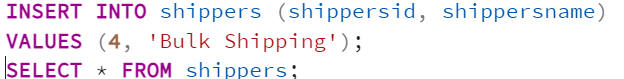 INSERT INTO shippers (shippersid, shippersname)
VALUES (4, 'Bulk Shipping');
SELECT * FROM shippers;